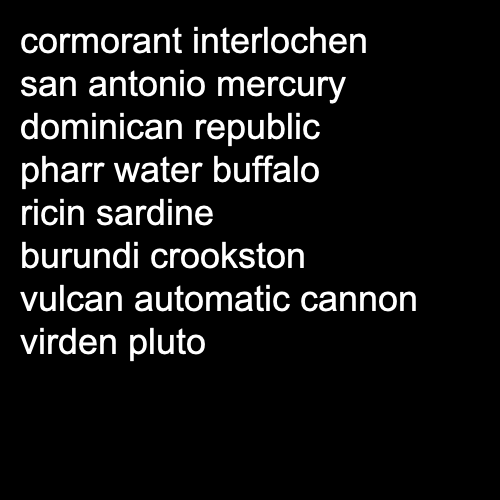 cormorant interlochen
san antonio mercury
dominican republic
pharr water buffalo
ricin sardine
burundi crookston
vulcan automatic cannon
virden pluto